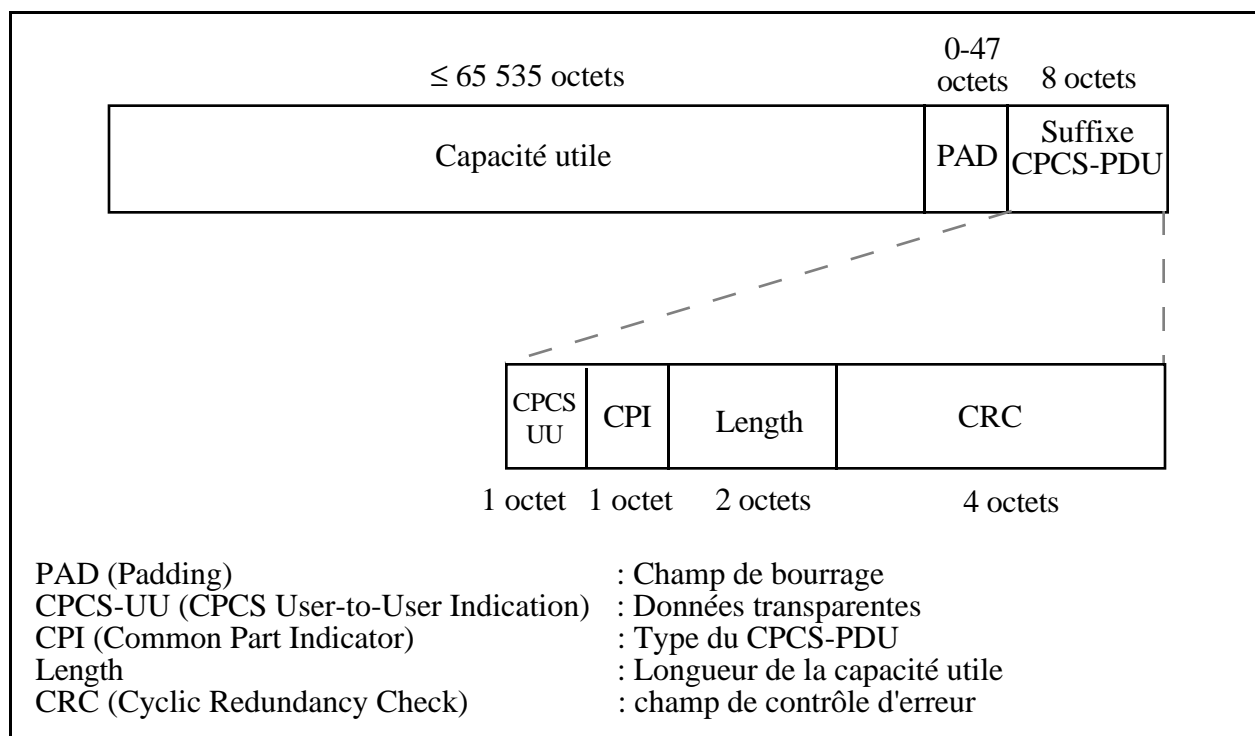 0-47
≤ 65 535 octets
octets
8 octets
Capacité utile
PAD
Suffixe
CPCS-PDU
CPCS
UU
CPI
Length
CRC
1 octet
1 octet
2 octets
4 octets
PAD (Padding) : Champ de bourrage
CPCS-UU (CPCS User-to-User Indication) : Données transparentes
CPI (Common Part Indicator) : Type du CPCS-PDU
Length : Longueur de la capacité utile
CRC (Cyclic Redundancy Check) : champ de contrôle d'erreur